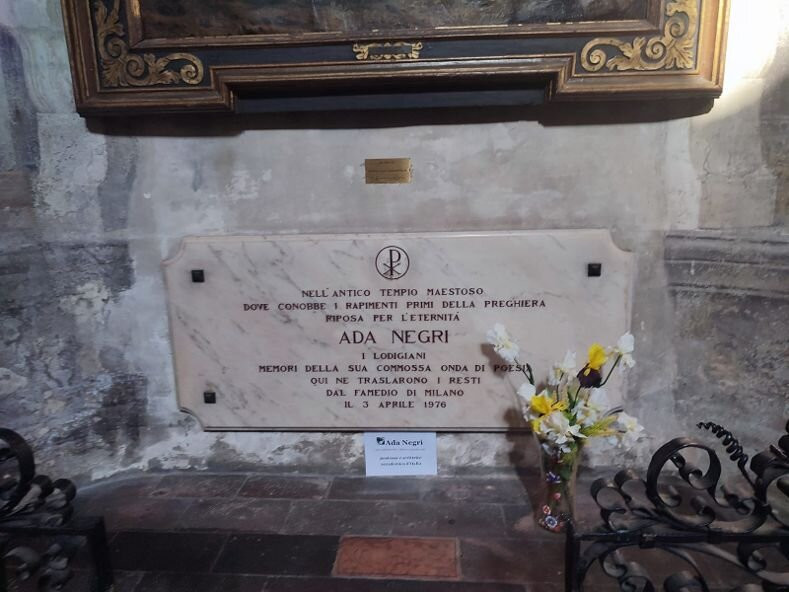 NELL'ANTICO TEMPIO MAESTOSO
DOVE CONOBBE I RAPIMENTI PRIMI DELLA PREGHIERA
RIPOSA PER L'ETERNITÀ
ADA NEGRI
I LODIGIANI
MEMORI DELLA SUA COMMOSSA ONDA DI POESIA
QUI NE TRASLARONO I RESTI
DAL FAMEDIO DI MILANO
IL 3 APRILE 1976
Ada Negri